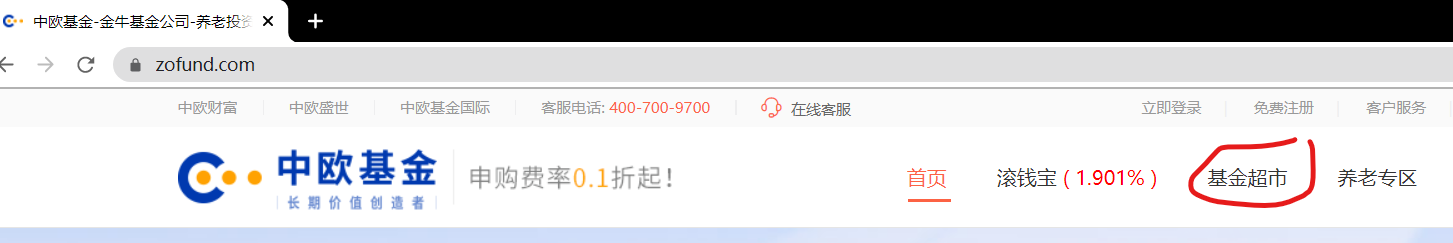 中欧基金-金牛基金公司-养老投资
zofund.com
中欧财富 中欧盛世 中欧基金国际 客服电话: 400-700-9700 在线客服 立即登录 免费注册 客户服务
中欧基金 申购费率0.1折起! 首页 滚钱宝 ( 1.901% ) 基金超市 养老专区
长期价值创造者